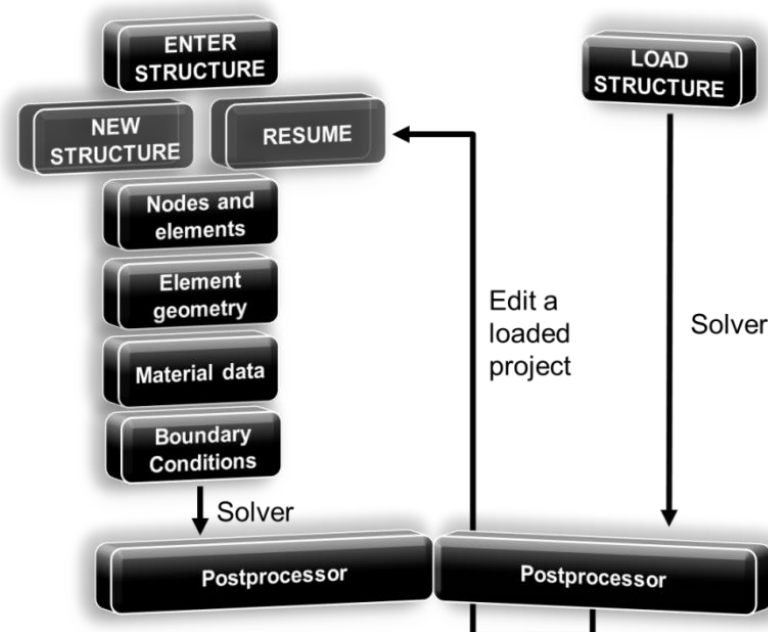 ENTER
STRUCTURE
LOAD
STRUCTURE
NEW
STRUCTURE
RESUME
Nodes and
elements
Element
geometry
Edit a
loaded
project
Solver
Material data
Boundary
Conditions
Solver
Postprocessor
Postprocessor